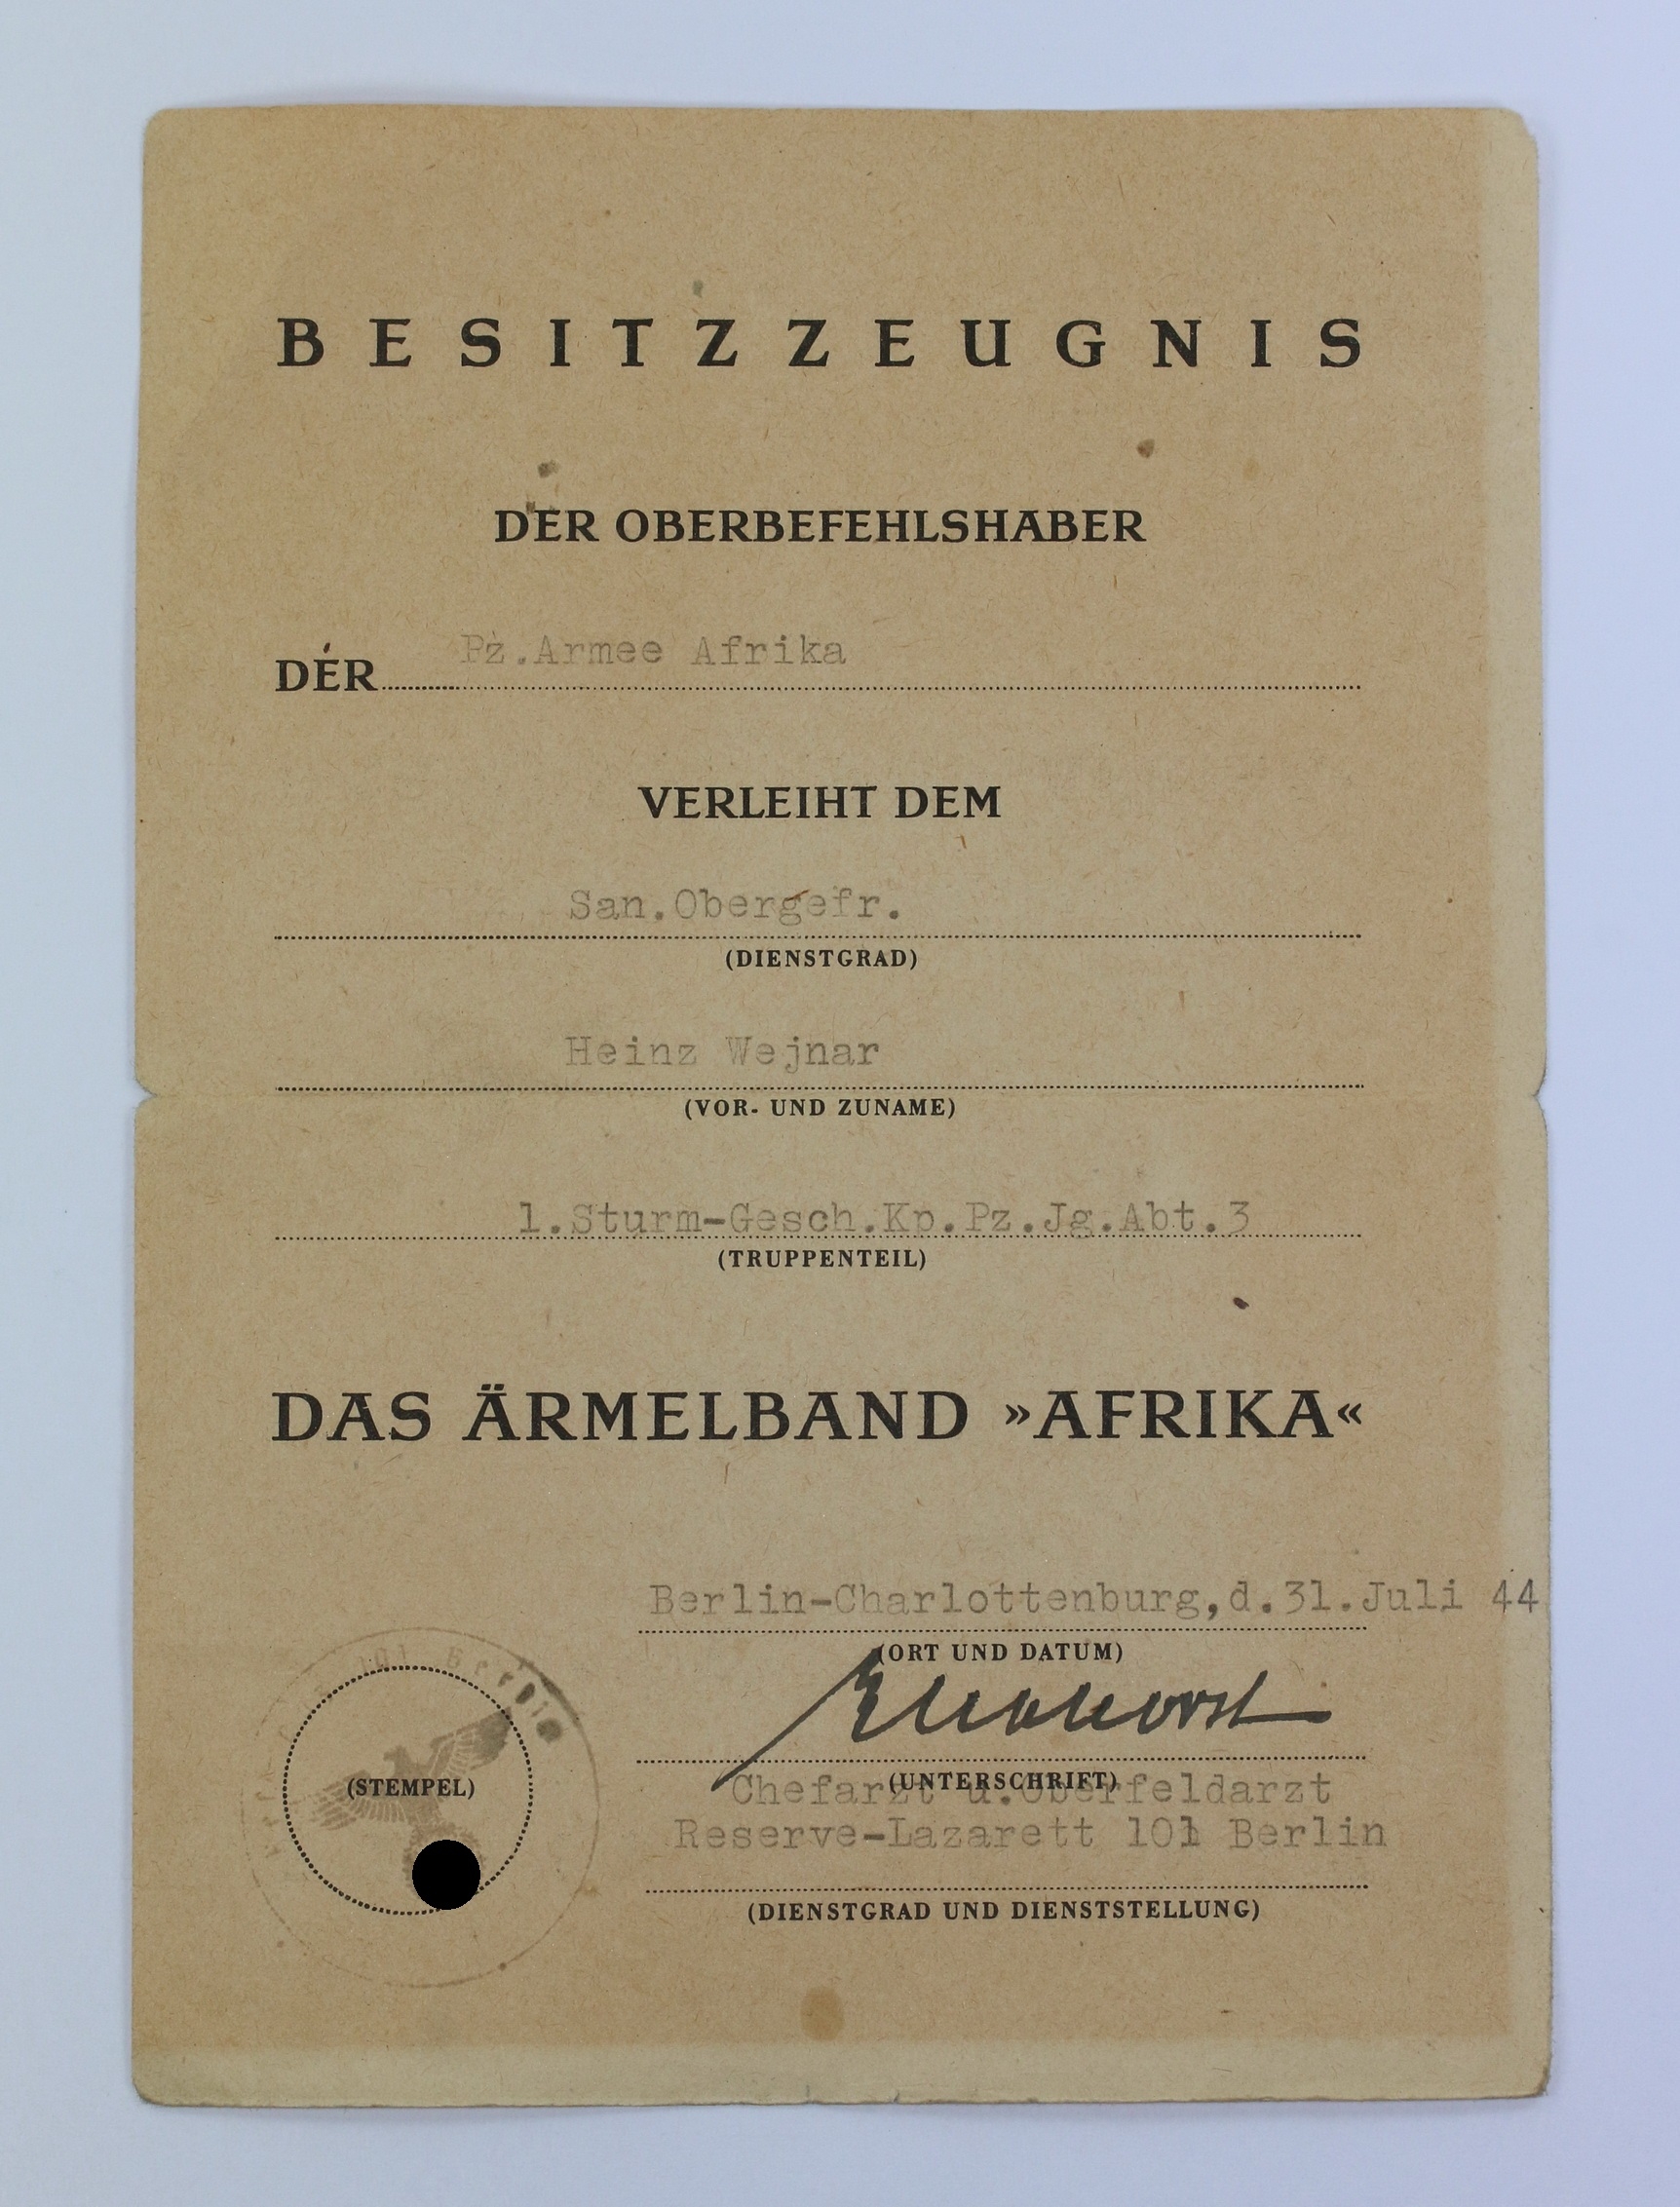 BESITZZEUGNIS
DER OBERBEFEHLSHABER
DER Pz.Armee Afrika
VERLEIHT DEM
San.Obergefr.
(DIENSTGRAD)
Heinz Wejnar
(VOR- UND ZUNAME)
1.Sturm-Gesch.Kp.Pz.Jg.Abt.3
(TRUPPENTEIL)
DAS ÄRMELBAND »AFRIKA«
Berlin-Charlottenburg,d.31.Juli 44
(ORT UND DATUM)
(UNTERSCHRIFT)
Chefarzt u.Oberfeldarzt
Reserve-Lazarett 101 Berlin
(DIENSTGRAD UND DIENSTSTELLUNG)
(STEMPEL)
101 Berlin